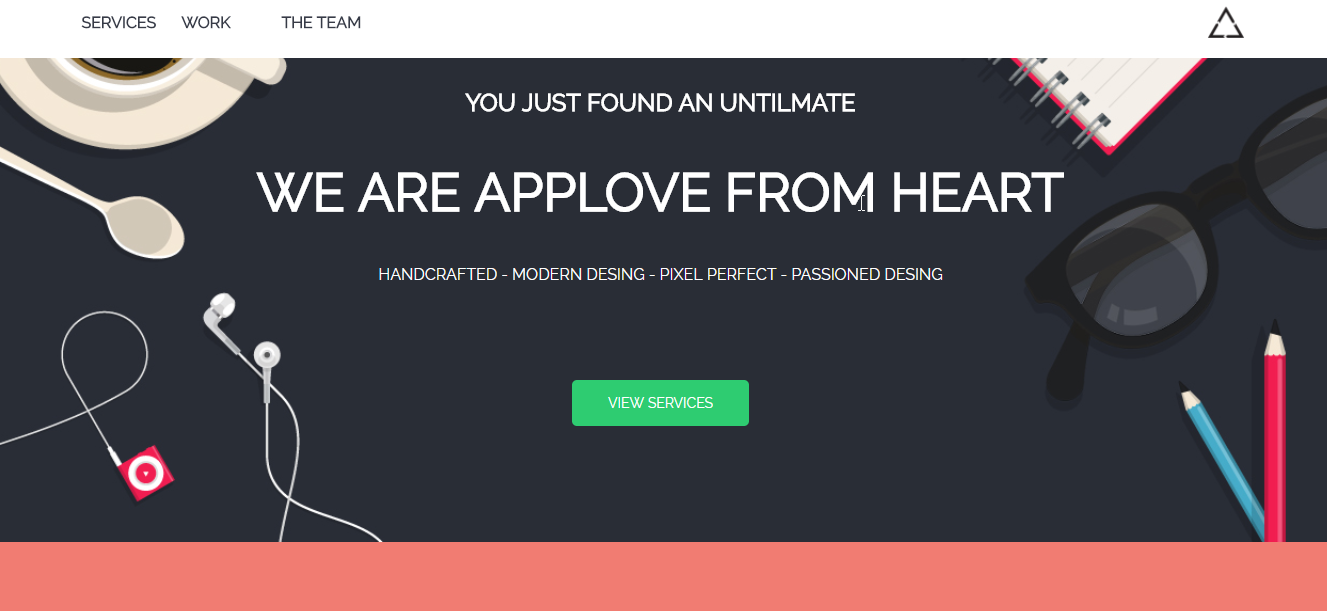 SERVICES WORK THE TEAM
YOU JUST FOUND AN UNTILMATE
WE ARE APPLOVE FROM HEART
HANDCRAFTED - MODERN DESING - PIXEL PERFECT - PASSIONED DESING
VIEW SERVICES